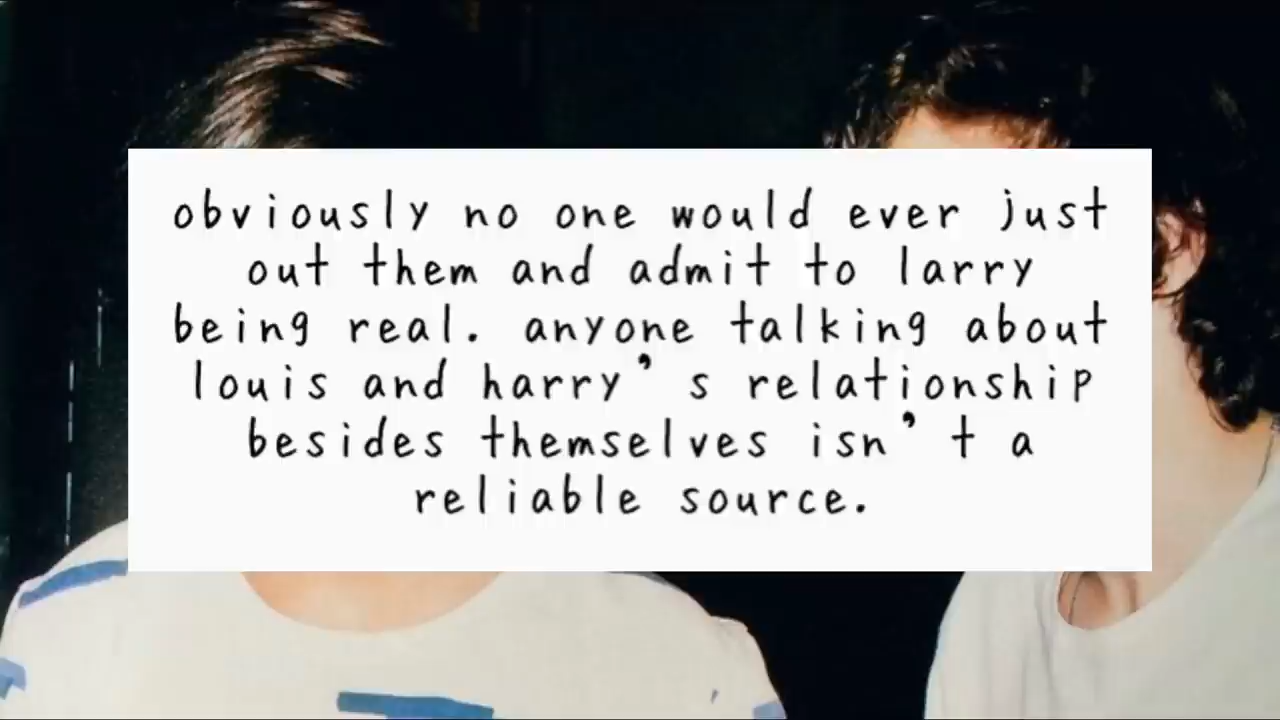 obviously no one would ever just
out them and admit to larry
being real. anyone talking about
louis and harry's relationship
besides themselves isn't a
reliable source.